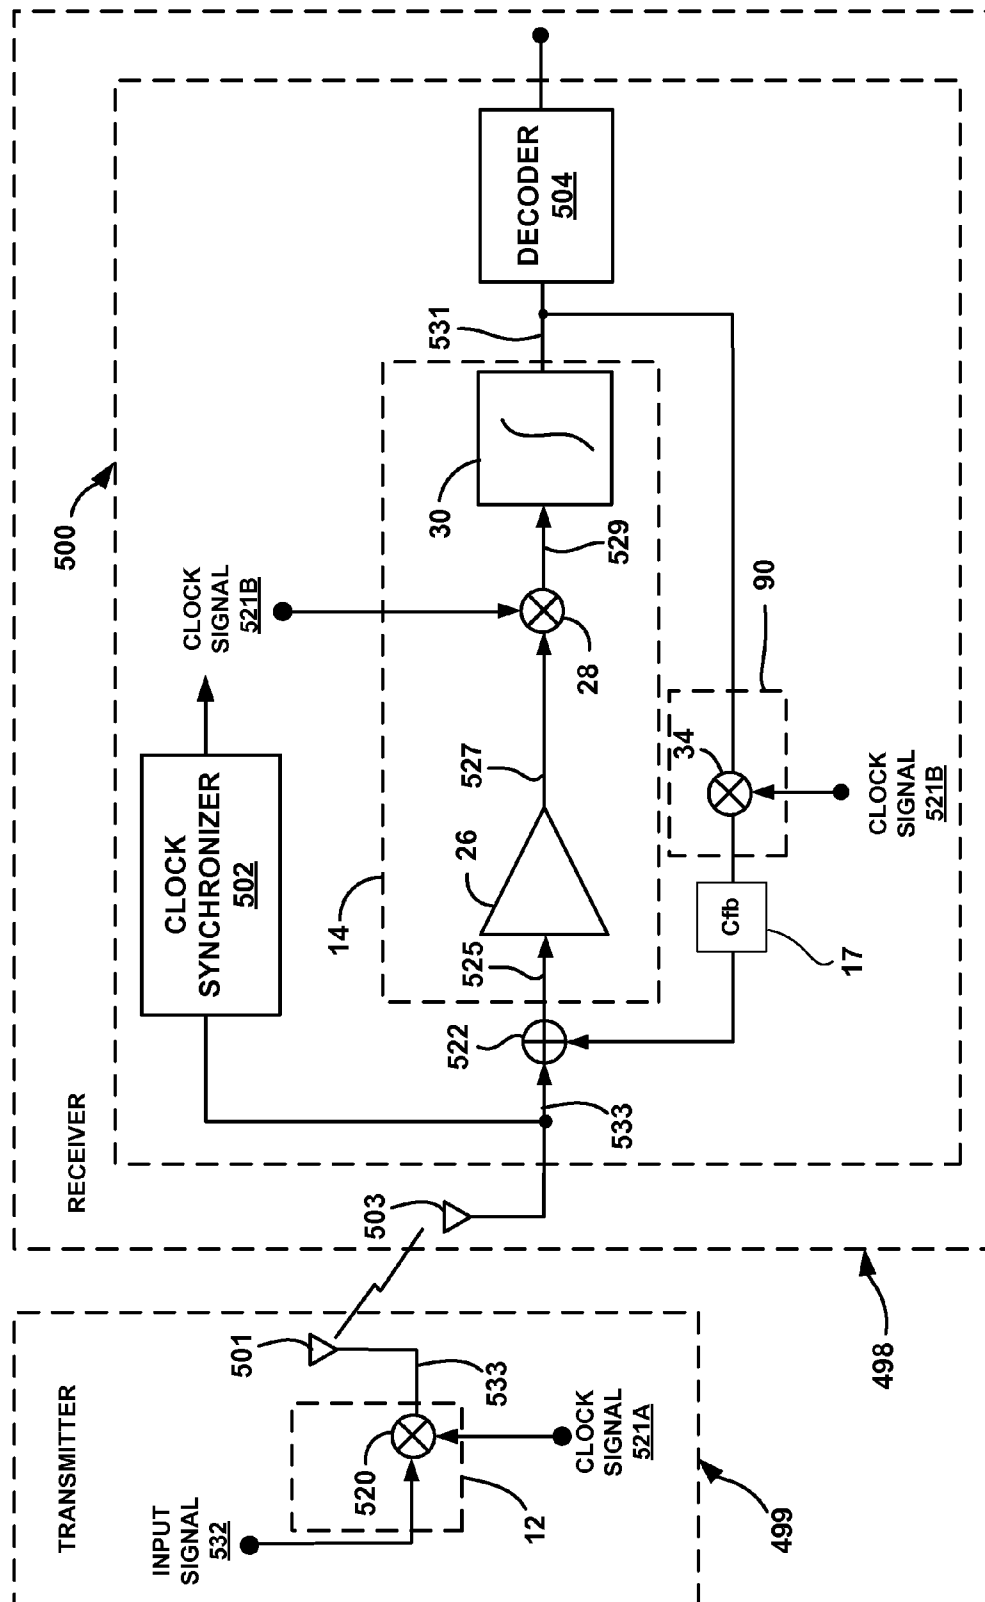 TRANSMITTER
INPUT
SIGNAL
532
520
12
CLOCK
SIGNAL
521A
533
501
499
498
RECEIVER
503
533
522
500
CLOCK
SYNCHRONIZER
502
CLOCK
SIGNAL
521B
14
525
26
527
28
529
30
531
DECODER
504
Cfb
17
34
90
CLOCK
SIGNAL
521B